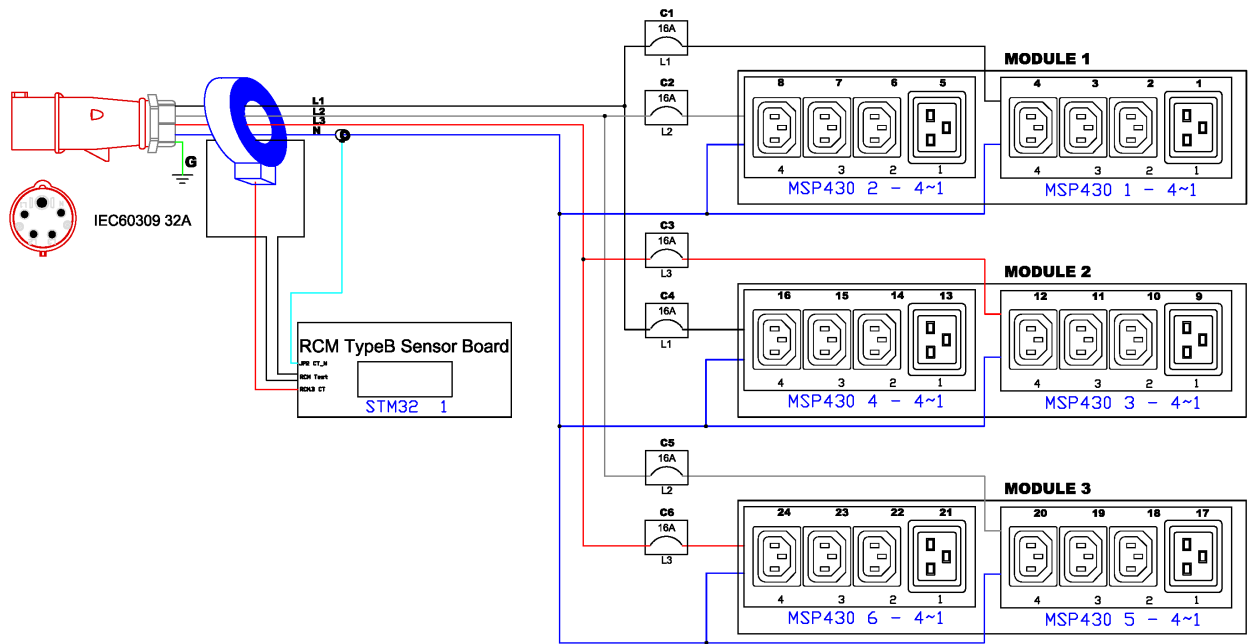 C1
16A
L1
MODULE 1
C2
16A
L2
8 7 6 5
4 3 2 1
L1
L2
L3
N
G
4 3 2 1
4 3 2 1
MSP430 2 - 4~1
MSP430 1 - 4~1
IEC60309 32A
C3
16A
L3
MODULE 2
C4
16A
L1
16 15 14 13
12 11 10 9
4 3 2 1
4 3 2 1
MSP430 4 - 4~1
MSP430 3 - 4~1
RCM TypeB Sensor Board
JP2 CT_N
RCM Test
RCM3 CT
STM32 1
C5
16A
L2
MODULE 3
C6
16A
L3
24 23 22 21
20 19 18 17
4 3 2 1
4 3 2 1
MSP430 6 - 4~1
MSP430 5 - 4~1